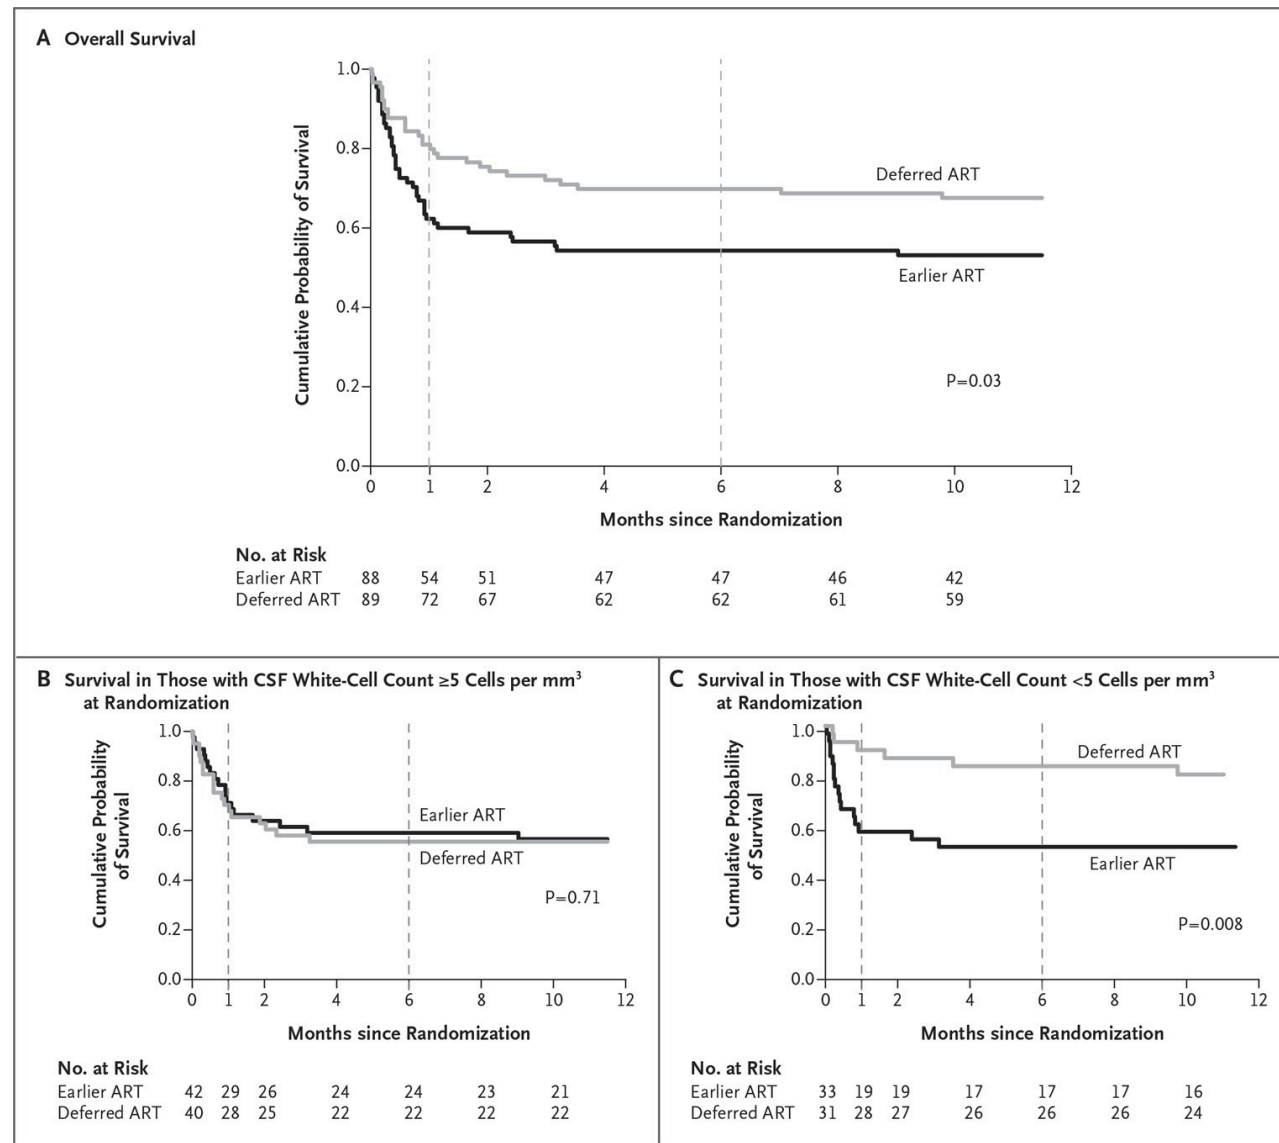 A Overall Survival
Cumulative Probability of Survival
1.0
0.8
0.6
0.4
0.2
0.0
Deferred ART
Earlier ART
P=0.03
0 1 2 4 6 8 10 12
Months since Randomization
No. at Risk
Earlier ART 88 54 51 47 47 46 42
Deferred ART 89 72 67 62 62 61 59
B Survival in Those with CSF White-Cell Count ≥5 Cells per mm³
at Randomization
Cumulative Probability
of Survival
1.0
0.8
0.6
0.4
0.2
0.0
Earlier ART
Deferred ART
P=0.71
0 1 2 4 6 8 10 12
Months since Randomization
No. at Risk
Earlier ART 42 29 26 24 24 23 21
Deferred ART 40 28 25 22 22 22 22
C Survival in Those with CSF White-Cell Count <5 Cells per mm³
at Randomization
Cumulative Probability
of Survival
1.0
0.8
0.6
0.4
0.2
0.0
Deferred ART
Earlier ART
P=0.008
0 1 2 4 6 8 10 12
Months since Randomization
No. at Risk
Earlier ART 33 19 19 17 17 17 16
Deferred ART 31 28 27 26 26 26 24